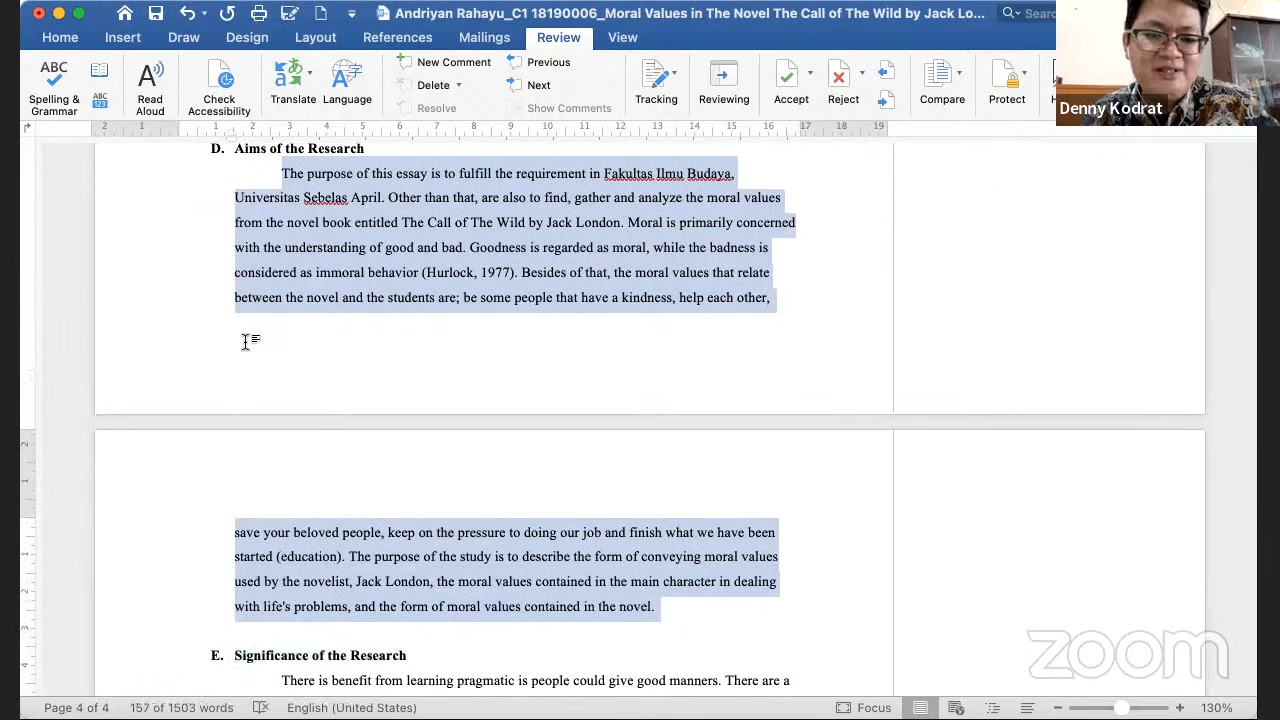 Andriyan Rahayu_C1 18190006_Moral Values in The Novel The Call of The Wild by Jack Lo...
Home Insert Draw Design Layout References Mailings Review View
Spelling & Grammar
Read Aloud
Check Accessibility
Translate Language
New Comment
Delete
Resolve
Previous
Next
Show Comments
Tracking
Reviewing
Accept
Reject
Compare
Protect
Denny Kodrat
D. Aims of the Research
The purpose of this essay is to fulfill the requirement in Fakultas Ilmu Budaya,
Universitas Sebelas April. Other than that, are also to find, gather and analyze the moral values
from the novel book entitled The Call of The Wild by Jack London. Moral is primarily concerned
with the understanding of good and bad. Goodness is regarded as moral, while the badness is
considered as immoral behavior (Hurlock, 1977). Besides of that, the moral values that relate
between the novel and the students are; be some people that have a kindness, help each other,
save your beloved people, keep on the pressure to doing our job and finish what we have been
started (education). The purpose of the study is to describe the form of conveying moral values
used by the novelist, Jack London, the moral values contained in the main character in dealing
with life's problems, and the form of moral values contained in the novel.
E. Significance of the Research
There is benefit from learning pragmatic is people could give good manners. There are a
zoom
Page 4 of 4 157 of 1503 words English (United States) Focus 130%